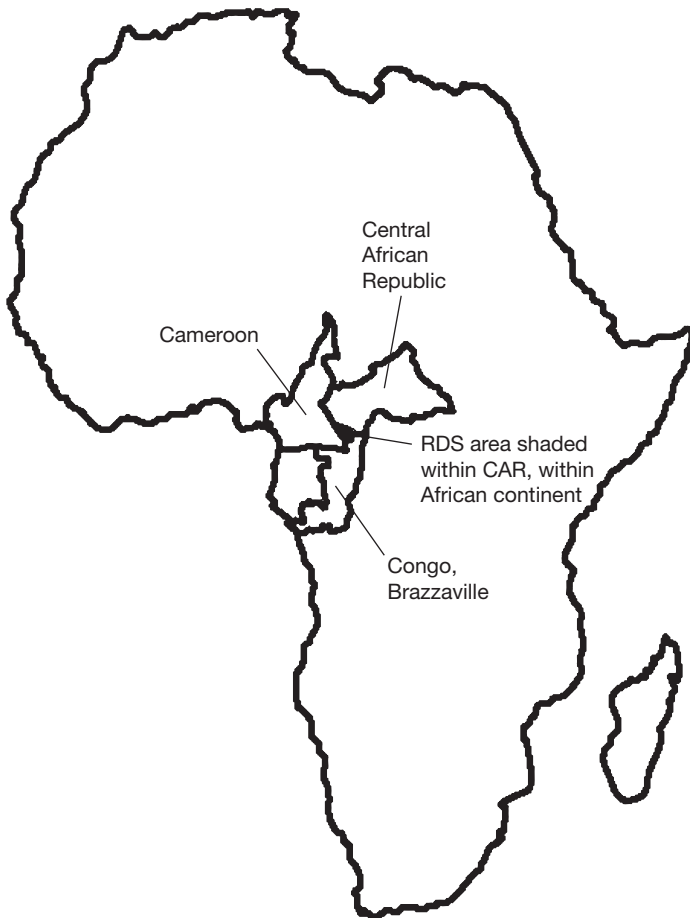 Central
African
Republic
Cameroon
RDS area shaded
within CAR, within
African continent
Congo,
Brazzaville